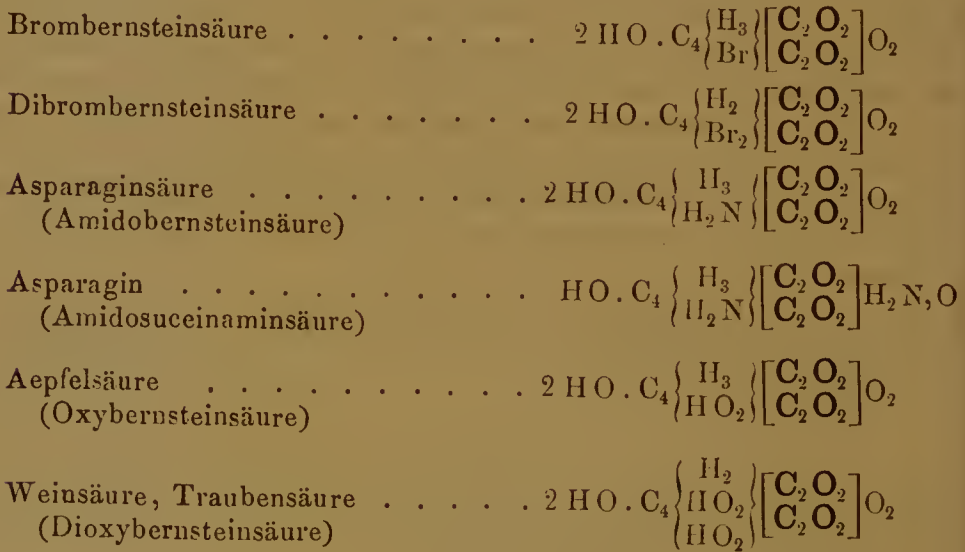 Brombernsteinsäure . . . . . . . . 2 HO . C₄ {H₃ Br} [C₂O₂ C₂O₂] O₂
Dibrombernsteinsäure . . . . . . . 2 HO . C₄ {H₂ Br₂} [C₂O₂ C₂O₂] O₂
Asparaginsäure . . . . . . . . . 2 HO . C₄ {H₃ H₂N} [C₂O₂ C₂O₂] O₂
(Amidobernsteinsäure)
Asparagin . . . . . . . . . . . HO . C₄ {H₃ H₂N} [C₂O₂ C₂O₂] H₂N, O
(Amidosuceinaminsäure)
Aepfelsäure . . . . . . . . . . 2 HO . C₄ {H₃ HO₂} [C₂O₂ C₂O₂] O₂
(Oxybernsteinsäure)
Weinsäure, Traubensäure . . . . . 2 HO . C₄ {H₂ HO₂ HO₂} [C₂O₂ C₂O₂] O₂
(Dioxybernsteinsäure)